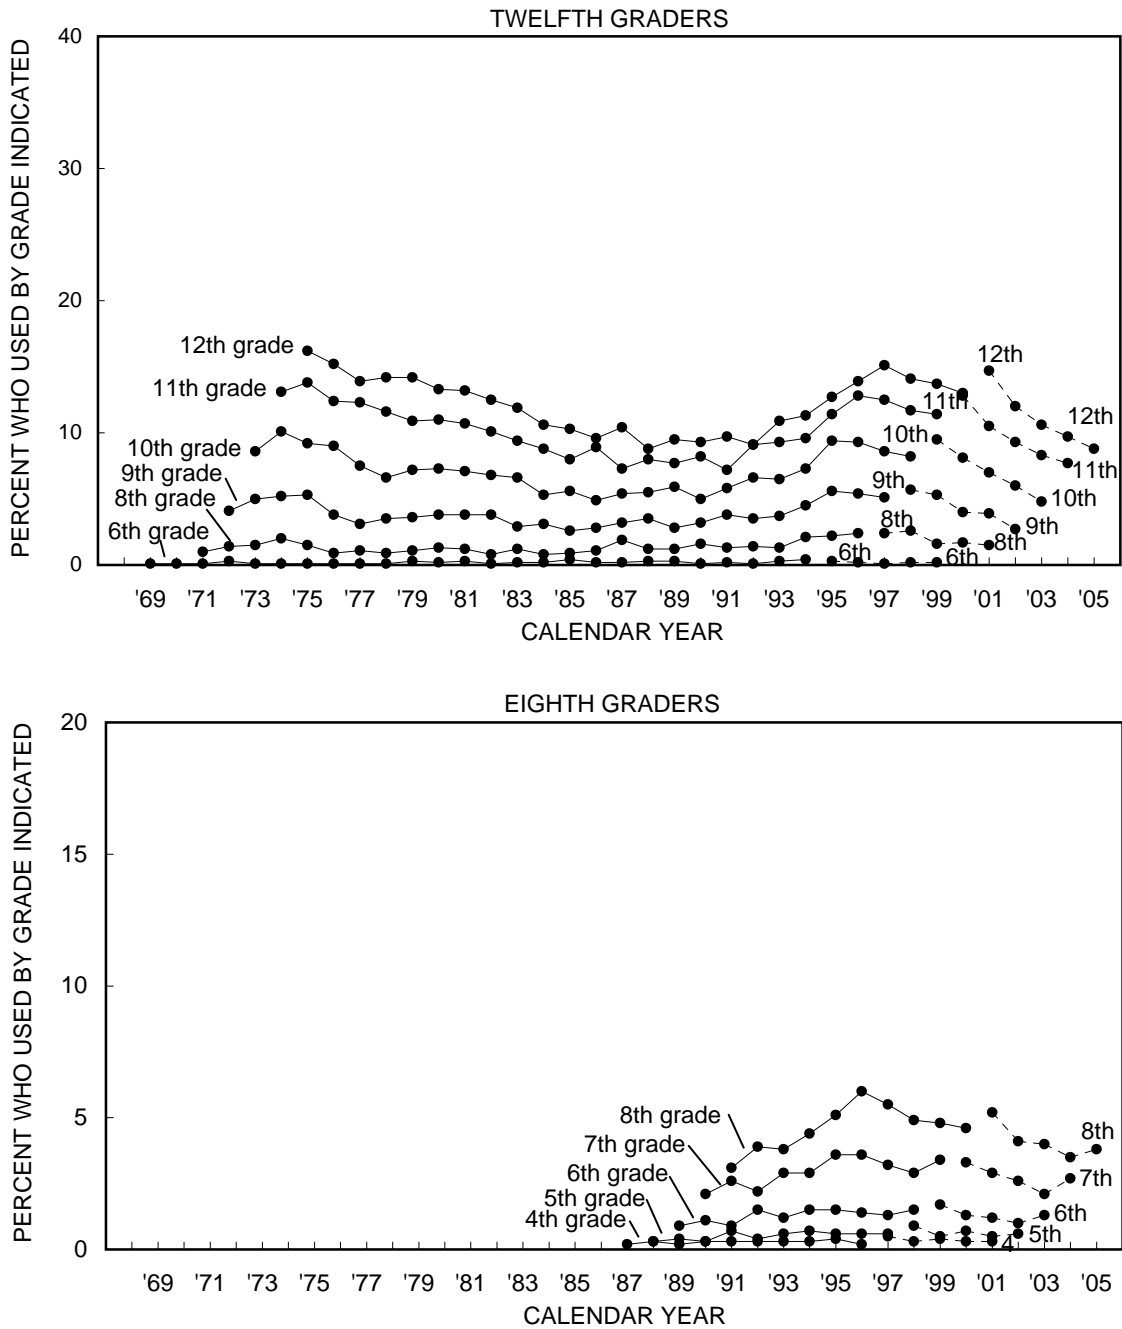 TWELFTH GRADERS
PERCENT WHO USED BY GRADE INDICATED
40
30
20
10
0
12th grade
11th grade
10th grade
9th grade
8th grade
6th grade
12th
11th
10th
9th
8th
6th
12th
11th
10th
9th
8th
6th
'69 '71 '73 '75 '77 '79 '81 '83 '85 '87 '89 '91 '93 '95 '97 '99 '01 '03 '05
CALENDAR YEAR
EIGHTH GRADERS
PERCENT WHO USED BY GRADE INDICATED
20
15
10
5
0
8th grade
7th grade
6th grade
5th grade
4th grade
8th
7th
6th
5th
4
'69 '71 '73 '75 '77 '79 '81 '83 '85 '87 '89 '91 '93 '95 '97 '99 '01 '03 '05
CALENDAR YEAR